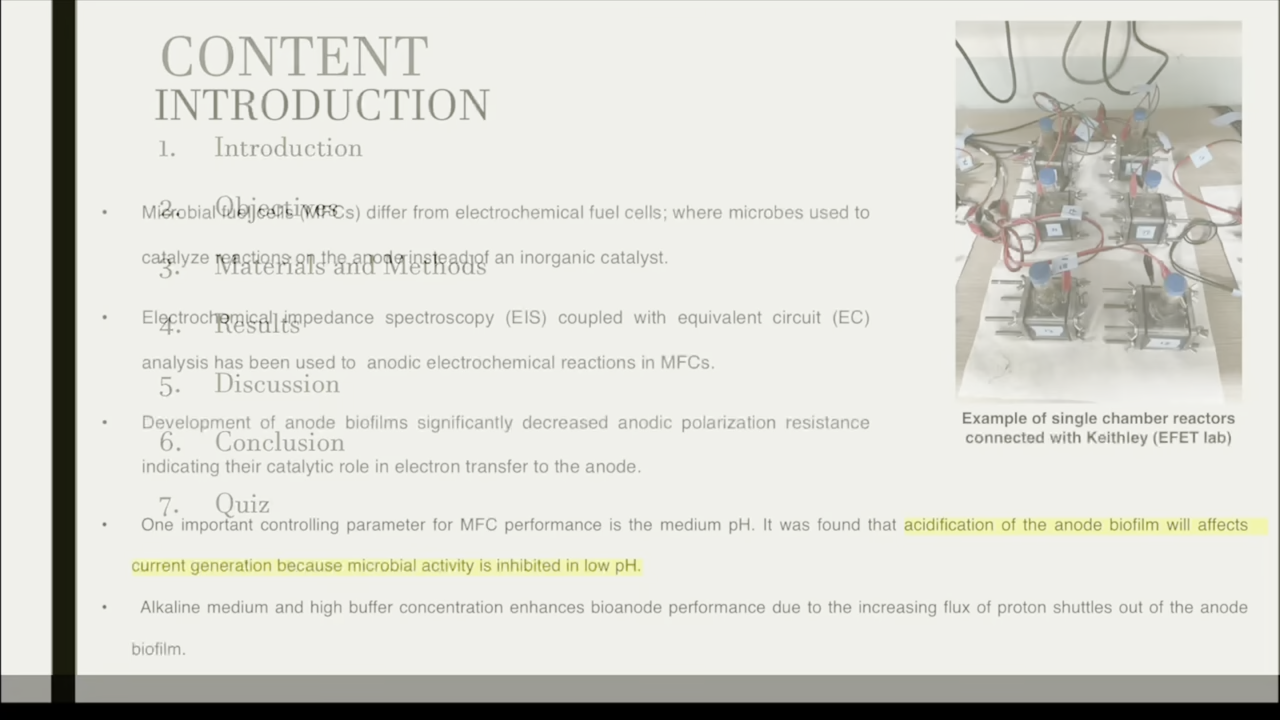 CONTENT
INTRODUCTION
1. Introduction
2. Objectives
• Microbial fuel cells (MFCs) differ from electrochemical fuel cells; where microbes used to
catalyze reactions on the anode instead of an inorganic catalyst.
3. Materials and Methods
• Electrochemical impedance spectroscopy (EIS) coupled with equivalent circuit (EC)
4. Results
analysis has been used to anodic electrochemical reactions in MFCs.
5. Discussion
• Development of anode biofilms significantly decreased anodic polarization resistance
6. Conclusion
indicating their catalytic role in electron transfer to the anode.
7. Quiz
• One important controlling parameter for MFC performance is the medium pH. It was found that acidification of the anode biofilm will affects
current generation because microbial activity is inhibited in low pH.
• Alkaline medium and high buffer concentration enhances bioanode performance due to the increasing flux of proton shuttles out of the anode
biofilm.
Example of single chamber reactors
connected with Keithley (EFET lab)